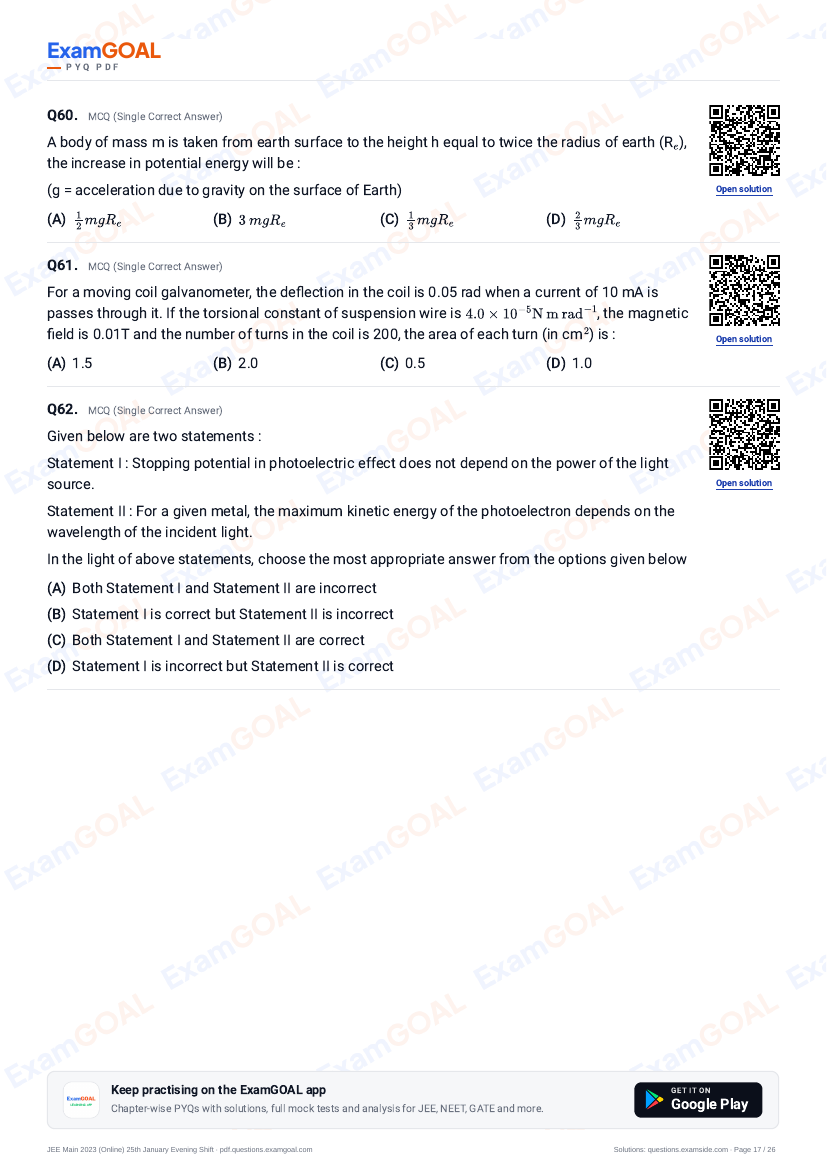 ExamGOAL
PYQ PDF
Q60. MCQ (Single Correct Answer)
A body of mass m is taken from earth surface to the height h equal to twice the radius of earth (Rₑ),
the increase in potential energy will be :
(g = acceleration due to gravity on the surface of Earth)
Open solution
(A) 1/2 mgRₑ (B) 3 mgRₑ (C) 1/3 mgRₑ (D) 2/3 mgRₑ
Q61. MCQ (Single Correct Answer)
For a moving coil galvanometer, the deflection in the coil is 0.05 rad when a current of 10 mA is
passes through it. If the torsional constant of suspension wire is 4.0 × 10⁻⁵N m rad⁻¹, the magnetic
field is 0.01T and the number of turns in the coil is 200, the area of each turn (in cm²) is :
Open solution
(A) 1.5 (B) 2.0 (C) 0.5 (D) 1.0
Q62. MCQ (Single Correct Answer)
Given below are two statements :
Statement I : Stopping potential in photoelectric effect does not depend on the power of the light
source.
Open solution
Statement II : For a given metal, the maximum kinetic energy of the photoelectron depends on the
wavelength of the incident light.
In the light of above statements, choose the most appropriate answer from the options given below
(A) Both Statement I and Statement II are incorrect
(B) Statement I is correct but Statement II is incorrect
(C) Both Statement I and Statement II are correct
(D) Statement I is incorrect but Statement II is correct
ExamGOAL
Keep practising on the ExamGOAL app
Chapter-wise PYQs with solutions, full mock tests and analysis for JEE, NEET, GATE and more.
GET IT ON
Google Play
JEE Main 2023 (Online) 25th January Evening Shift · pdf.questions.examgoal.com
Solutions: questions.examside.com · Page 17 / 26